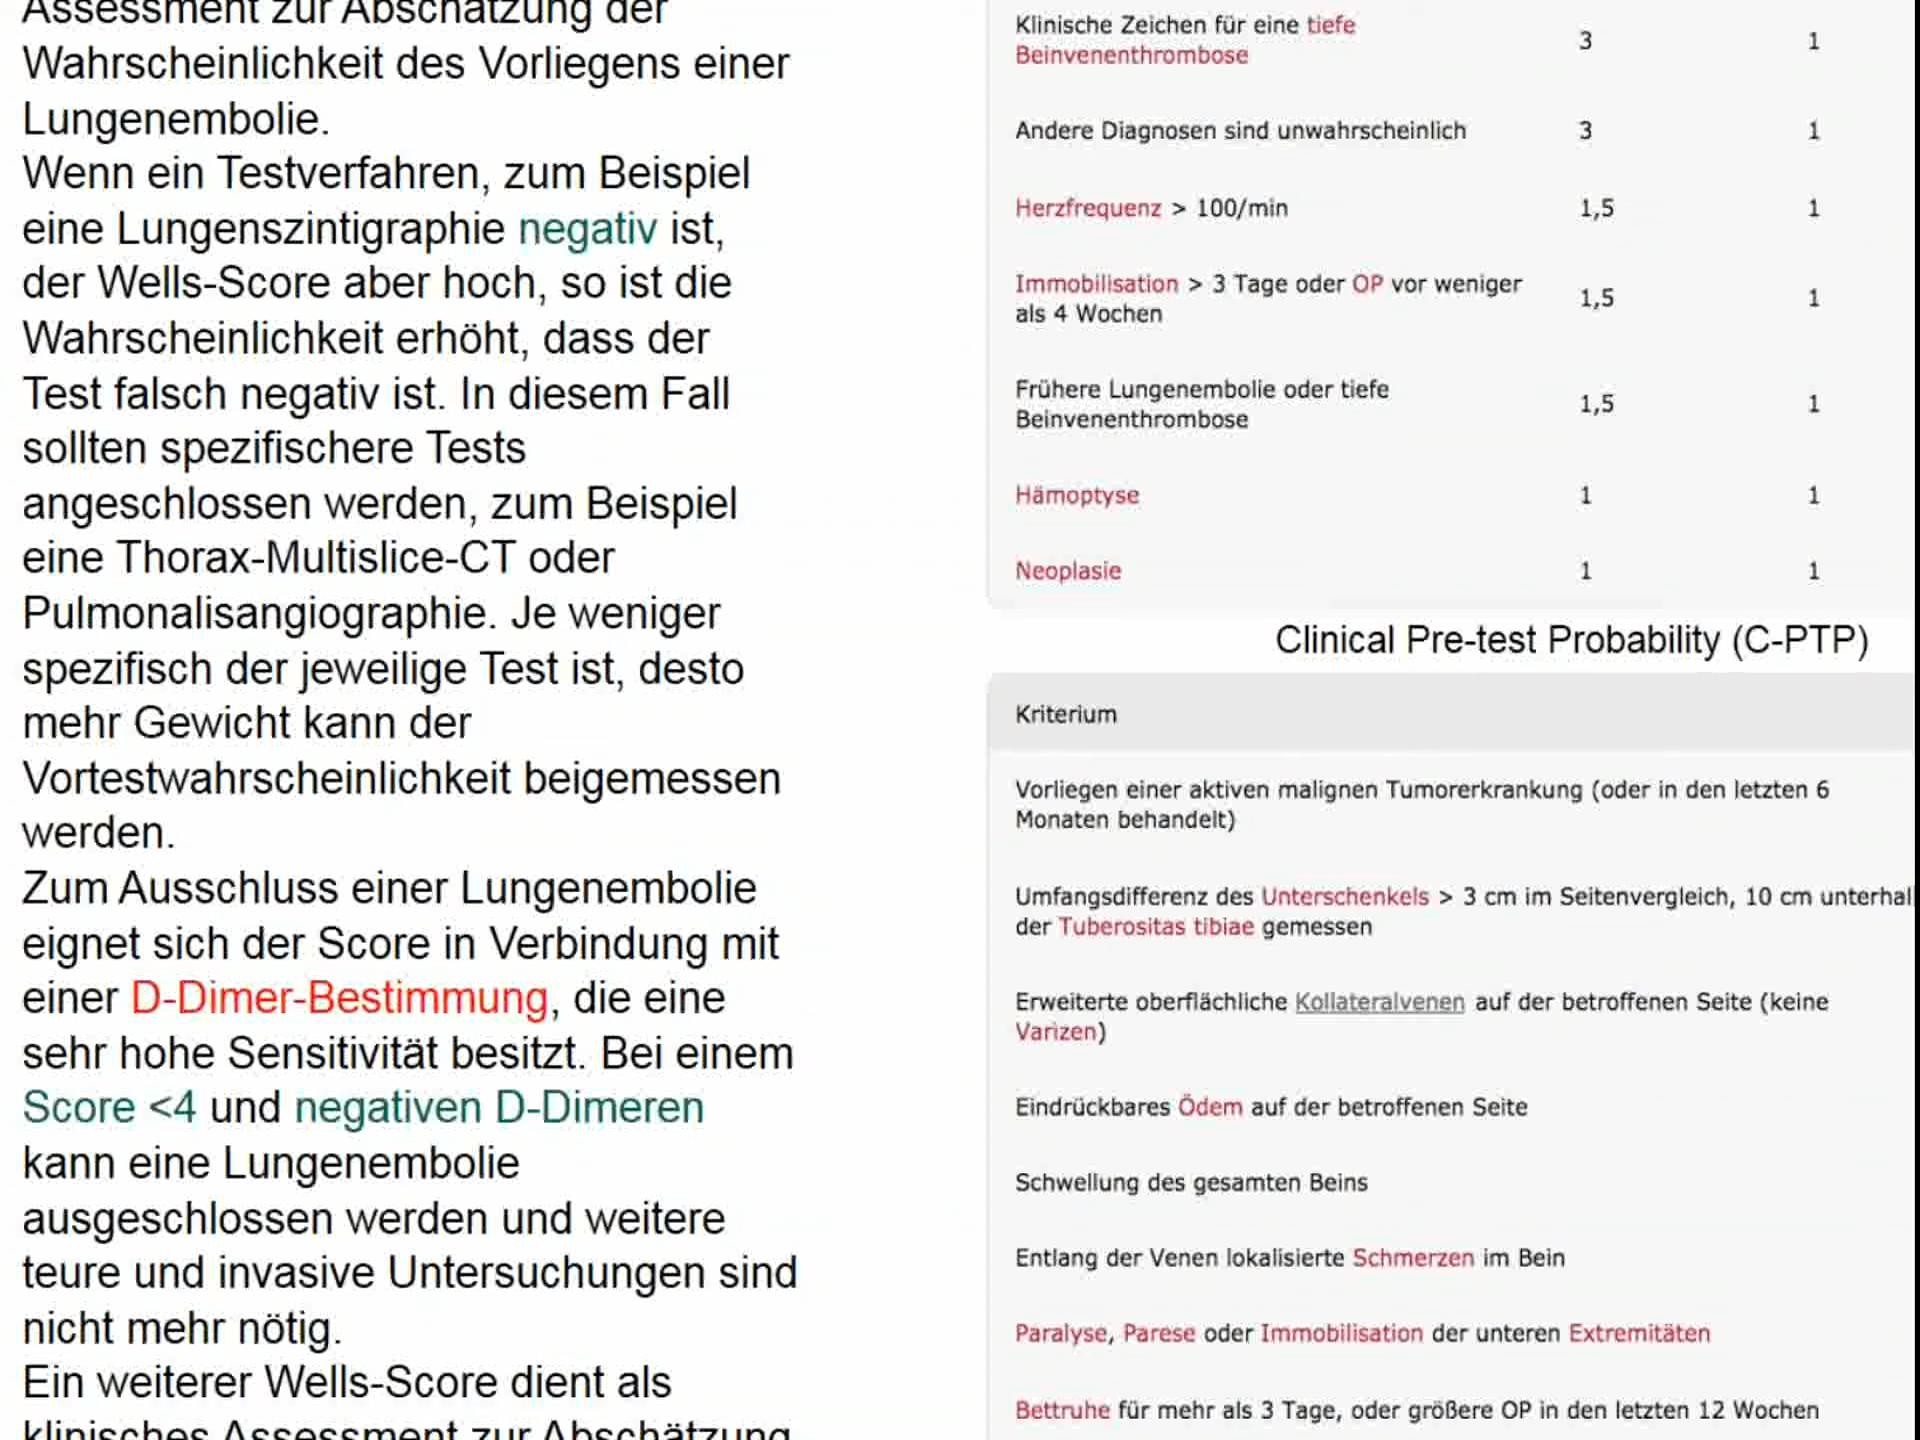 Assessment zur Abschätzung der
Wahrscheinlichkeit des Vorliegens einer
Lungenembolie.
Wenn ein Testverfahren, zum Beispiel
eine Lungenszintigraphie negativ ist,
der Wells-Score aber hoch, so ist die
Wahrscheinlichkeit erhöht, dass der
Test falsch negativ ist. In diesem Fall
sollten spezifischere Tests
angeschlossen werden, zum Beispiel
eine Thorax-Multislice-CT oder
Pulmonalisangiographie. Je weniger
spezifisch der jeweilige Test ist, desto
mehr Gewicht kann der
Vortestwahrscheinlichkeit beigemessen
werden.
Zum Ausschluss einer Lungenembolie
eignet sich der Score in Verbindung mit
einer D-Dimer-Bestimmung, die eine
sehr hohe Sensitivität besitzt. Bei einem
Score <4 und negativen D-Dimeren
kann eine Lungenembolie
ausgeschlossen werden und weitere
teure und invasive Untersuchungen sind
nicht mehr nötig.
Ein weiterer Wells-Score dient als
klinisches Assessment zur Abschätzung
Klinische Zeichen für eine tiefe
Beinvenenthrombose 3 1
Andere Diagnosen sind unwahrscheinlich 3 1
Herzfrequenz > 100/min 1,5 1
Immobilisation > 3 Tage oder OP vor weniger
als 4 Wochen 1,5 1
Frühere Lungenembolie oder tiefe
Beinvenenthrombose 1,5 1
Hämoptyse 1 1
Neoplasie 1 1
Clinical Pre-test Probability (C-PTP)
Kriterium
Vorliegen einer aktiven malignen Tumorerkrankung (oder in den letzten 6
Monaten behandelt)
Umfangsdifferenz des Unterschenkels > 3 cm im Seitenvergleich, 10 cm unterhal
der Tuberositas tibiae gemessen
Erweiterte oberflächliche Kollateralvenen auf der betroffenen Seite (keine
Varizen)
Eindrückbares Ödem auf der betroffenen Seite
Schwellung des gesamten Beins
Entlang der Venen lokalisierte Schmerzen im Bein
Paralyse, Parese oder Immobilisation der unteren Extremitäten
Bettruhe für mehr als 3 Tage, oder größere OP in den letzten 12 Wochen